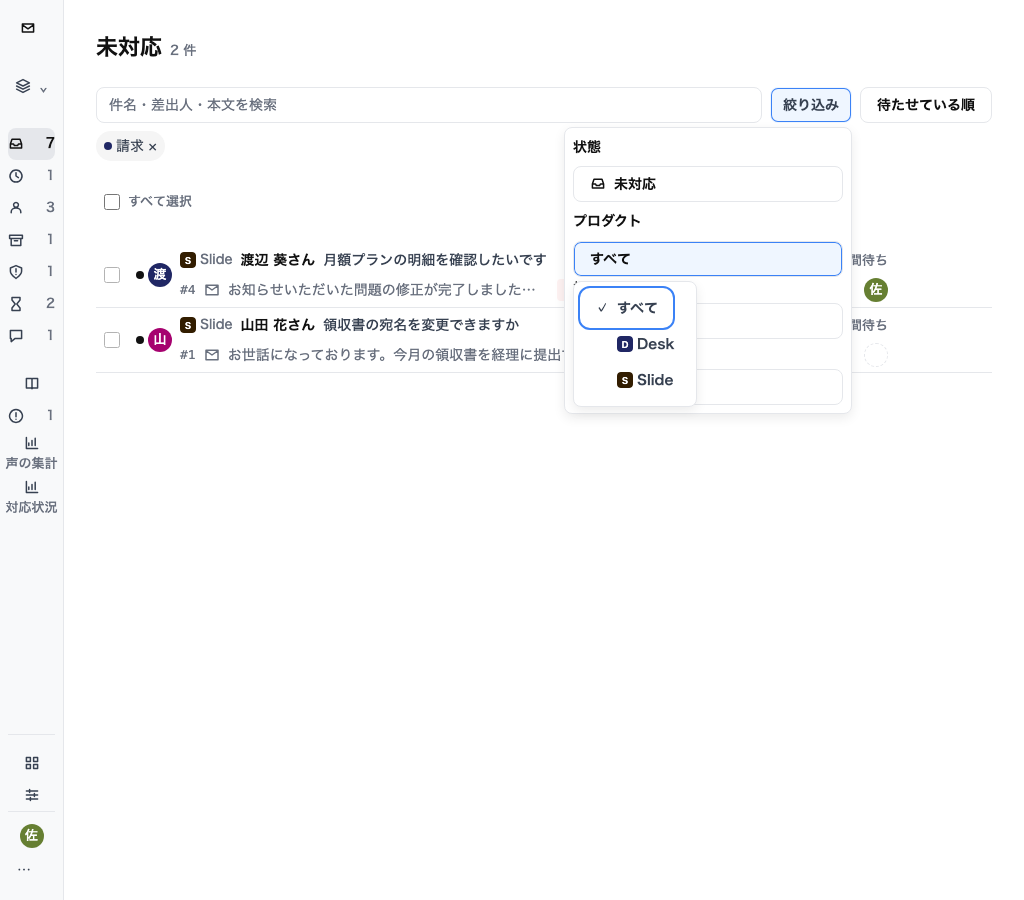 未対応 2 件
件名・差出人・本文を検索
絞り込み
待たせている順
請求 ×
状態
未対応
プロダクト
すべて
✓ すべて
D Desk
S Slide
すべて選択
S Slide 渡辺 葵さん 月額プランの明細を確認したいです
間待ち
渡
#4 お知らせいただいた問題の修正が完了しました…
佐
S Slide 山田 花さん 領収書の宛名を変更できますか
間待ち
山
#1 お世話になっております。今月の領収書を経理に提出
7
1
3
1
1
2
1
1
声の集計
対応状況
佐
…